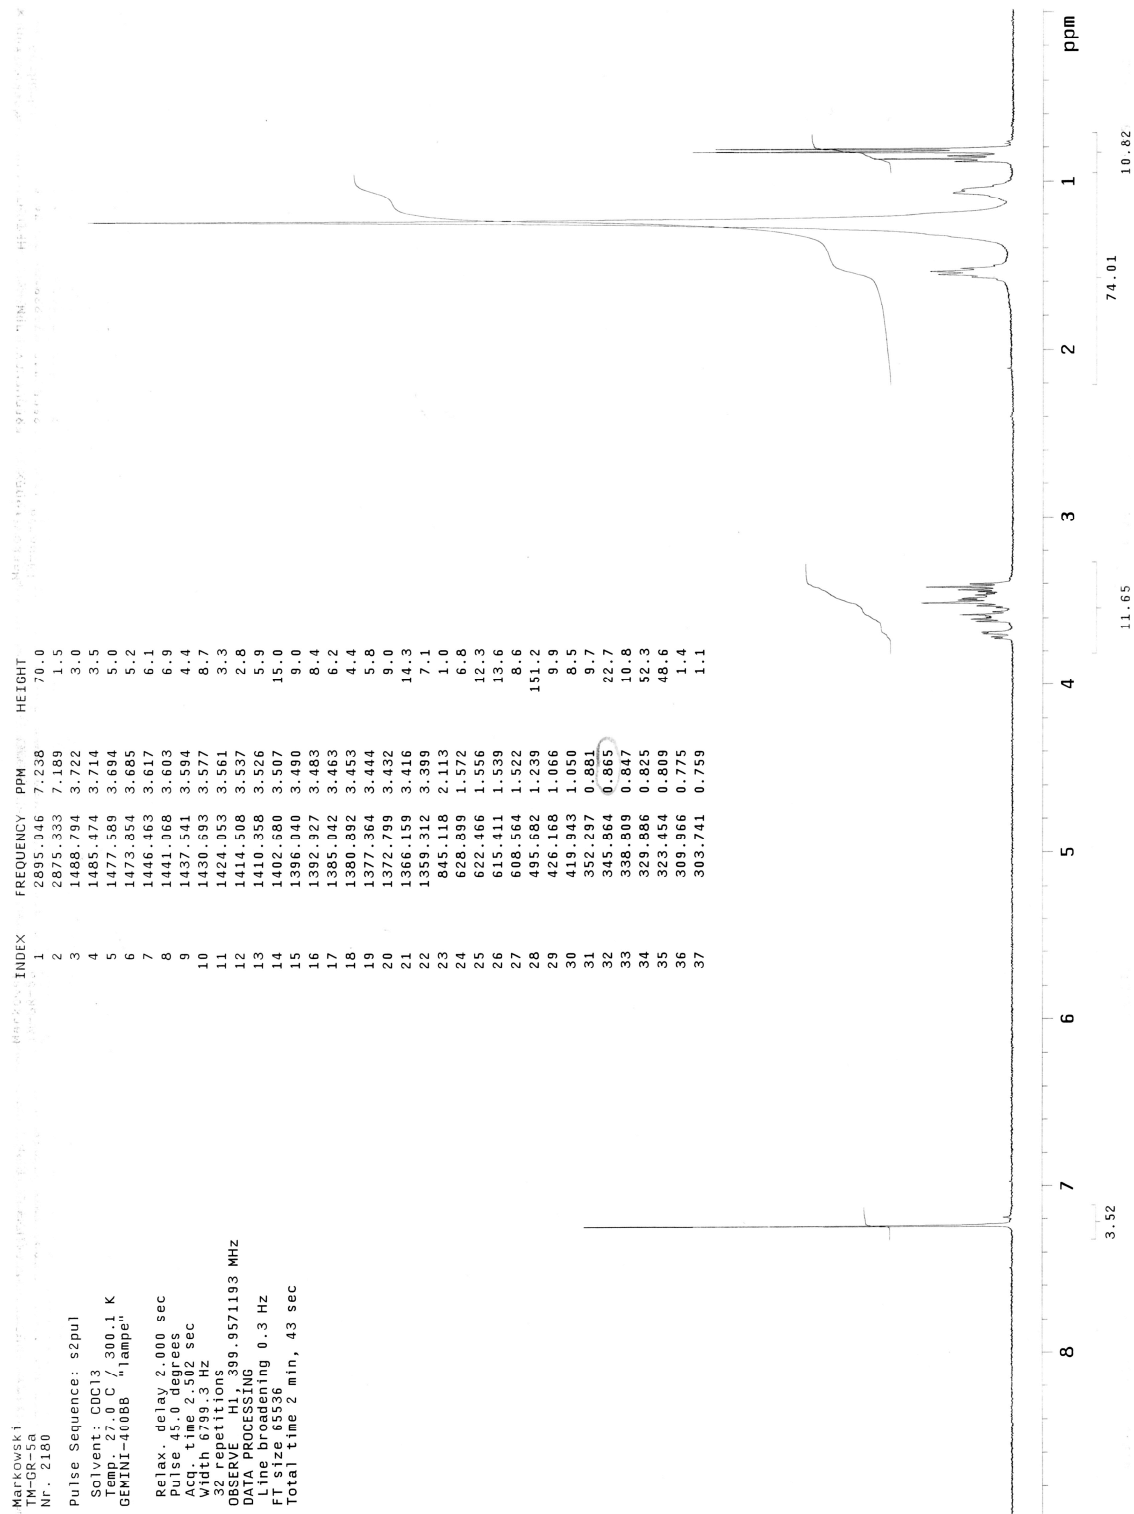 Markowski
TM-GR-5a
Nr. 2180
Pulse Sequence: s2pul
Solvent: CDCl3
Temp. 27.0 C / 300.1 K
GEMINI-400BB "lampe"
Relax. delay 2.000 sec
Pulse 45.0 degrees
Acq. time 2.502 sec
Width 6799.3 Hz
32 repetitions
OBSERVE H1, 399.9571193 MHz
DATA PROCESSING
Line broadening 0.3 Hz
FT size 65536
Total time 2 min, 43 sec
INDEX FREQUENCY PPM HEIGHT
1 2895.046 7.238 70.0
2 2875.333 7.189 1.5
3 1488.794 3.722 3.0
4 1485.474 3.714 3.5
5 1477.589 3.694 5.0
6 1473.854 3.685 5.2
7 1446.463 3.617 6.1
8 1441.068 3.603 6.9
9 1437.541 3.594 4.4
10 1430.693 3.577 8.7
11 1424.053 3.561 3.3
12 1414.508 3.537 2.8
13 1410.358 3.526 5.9
14 1402.680 3.507 15.0
15 1396.040 3.490 9.0
16 1392.927 3.483 8.4
17 1385.042 3.463 6.2
18 1380.892 3.453 4.4
19 1377.364 3.444 5.8
20 1372.799 3.432 9.0
21 1366.159 3.416 14.3
22 1359.312 3.399 7.1
23 845.118 2.113 1.0
24 628.899 1.572 6.8
25 622.466 1.556 12.3
26 615.411 1.539 13.6
27 608.564 1.522 8.6
28 495.682 1.239 151.2
29 426.168 1.066 9.9
30 419.943 1.050 8.5
31 352.297 0.881 9.7
32 345.864 0.865 22.7
33 338.809 0.847 10.8
34 329.886 0.825 52.3
35 323.454 0.809 48.6
36 309.966 0.775 1.4
37 303.741 0.759 1.1
8 7 6 5 4 3 2 1 ppm
3.52 11.65 74.01 10.82